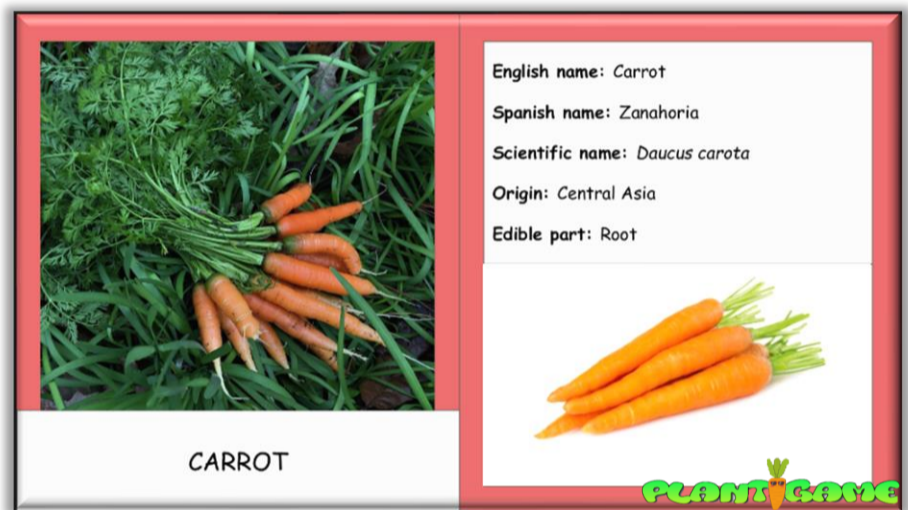 CARROT
English name: Carrot
Spanish name: Zanahoria
Scientific name: Daucus carota
Origin: Central Asia
Edible part: Root
PLANT GAME